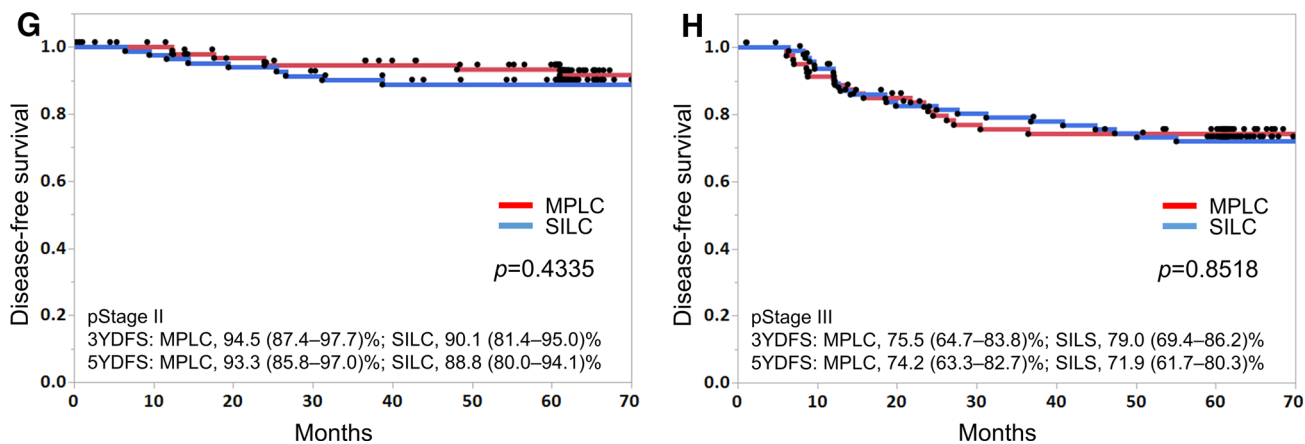 G
Disease-free survival
1.0
0.8
0.6
0.4
0.2
0.0
MPLC
SILC
p=0.4335
pStage II
3YDFS: MPLC, 94.5 (87.4–97.7)%; SILC, 90.1 (81.4–95.0)%
5YDFS: MPLC, 93.3 (85.8–97.0)%; SILC, 88.8 (80.0–94.1)%
0 10 20 30 40 50 60 70
Months
H
Disease-free survival
1.0
0.8
0.6
0.4
0.2
0.0
MPLC
SILC
p=0.8518
pStage III
3YDFS: MPLC, 75.5 (64.7–83.8)%; SILS, 79.0 (69.4–86.2)%
5YDFS: MPLC, 74.2 (63.3–82.7)%; SILS, 71.9 (61.7–80.3)%
0 10 20 30 40 50 60 70
Months